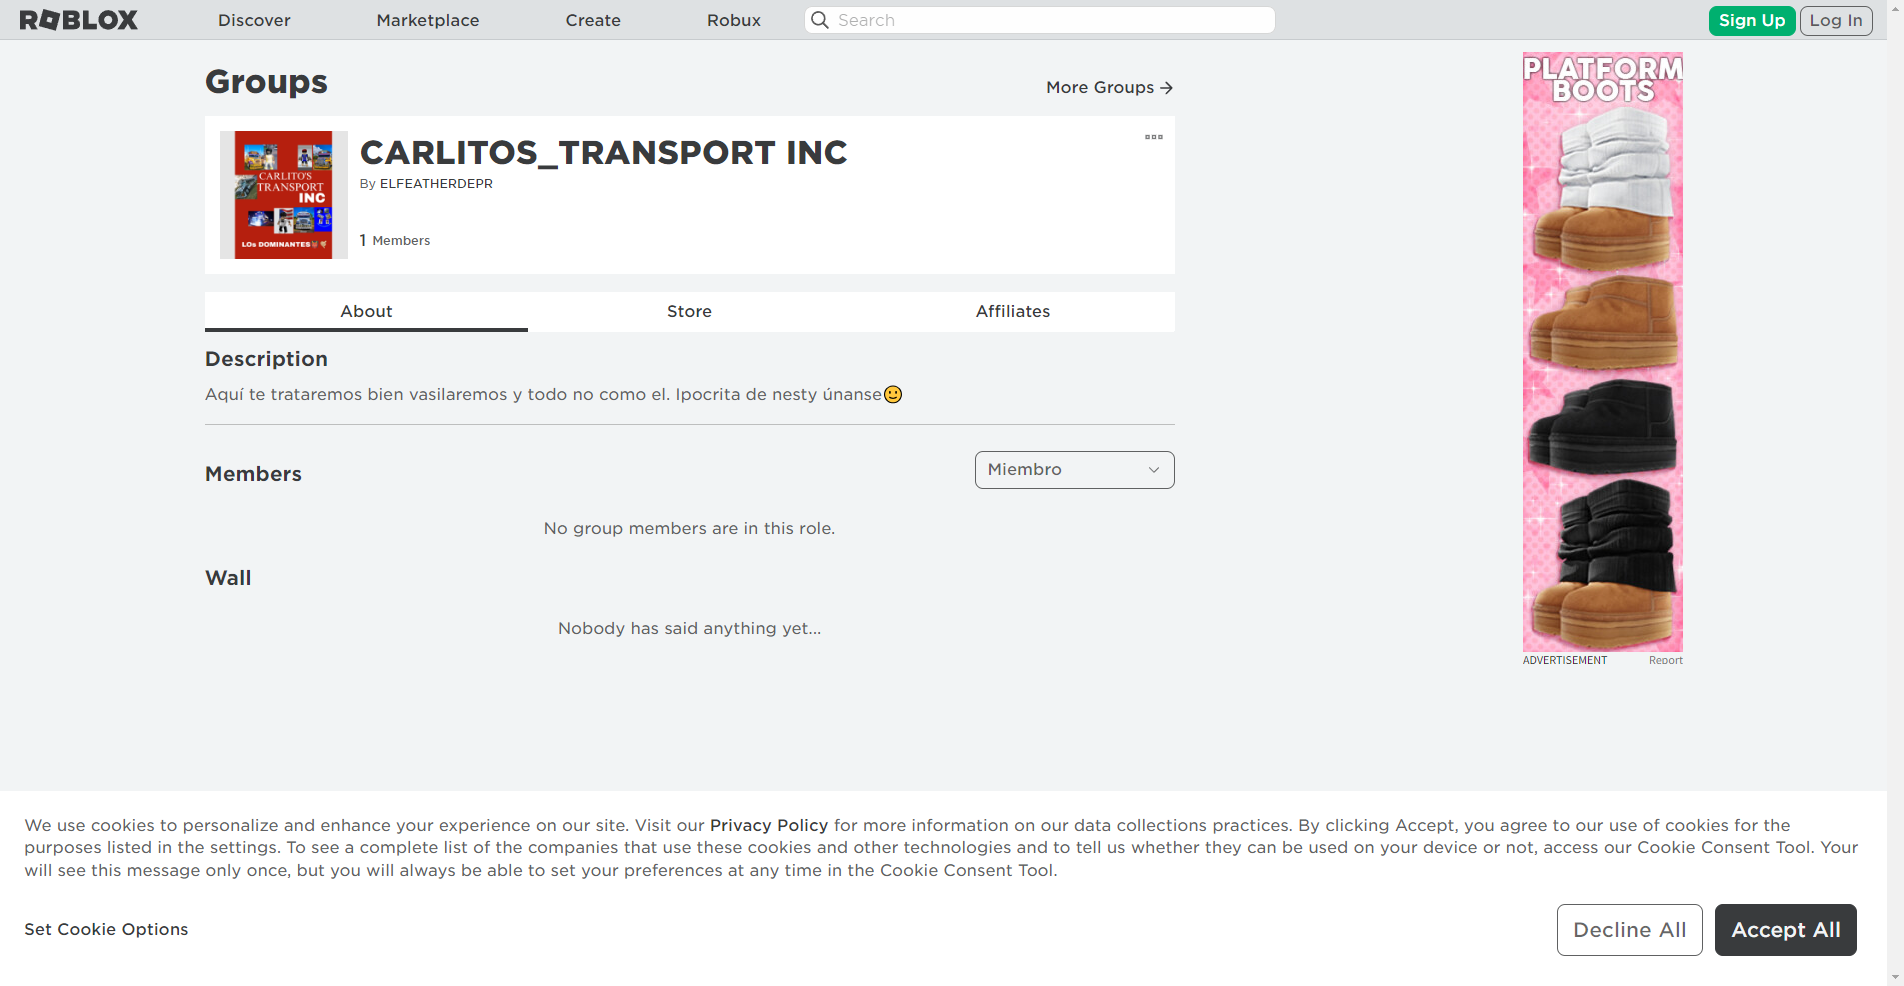 ROBLOX
Discover
Marketplace
Create
Robux
Search
Sign Up
Log In
Groups
More Groups →
CARLITO'S
TRANSPORT
INC
LOs DOMINANTES
CARLITOS_TRANSPORT INC
By ELFEATHERDEPR
1 Members
About
Store
Affiliates
Description
Aquí te trataremos bien vasilaremos y todo no como el. Ipocrita de nesty únanse🙂
Members
Miembro
No group members are in this role.
Wall
Nobody has said anything yet...
PLATFORM
BOOTS
ADVERTISEMENT
Report
We use cookies to personalize and enhance your experience on our site. Visit our Privacy Policy for more information on our data collections practices. By clicking Accept, you agree to our use of cookies for the
purposes listed in the settings. To see a complete list of the companies that use these cookies and other technologies and to tell us whether they can be used on your device or not, access our Cookie Consent Tool. Your
will see this message only once, but you will always be able to set your preferences at any time in the Cookie Consent Tool.
Set Cookie Options
Decline All
Accept All